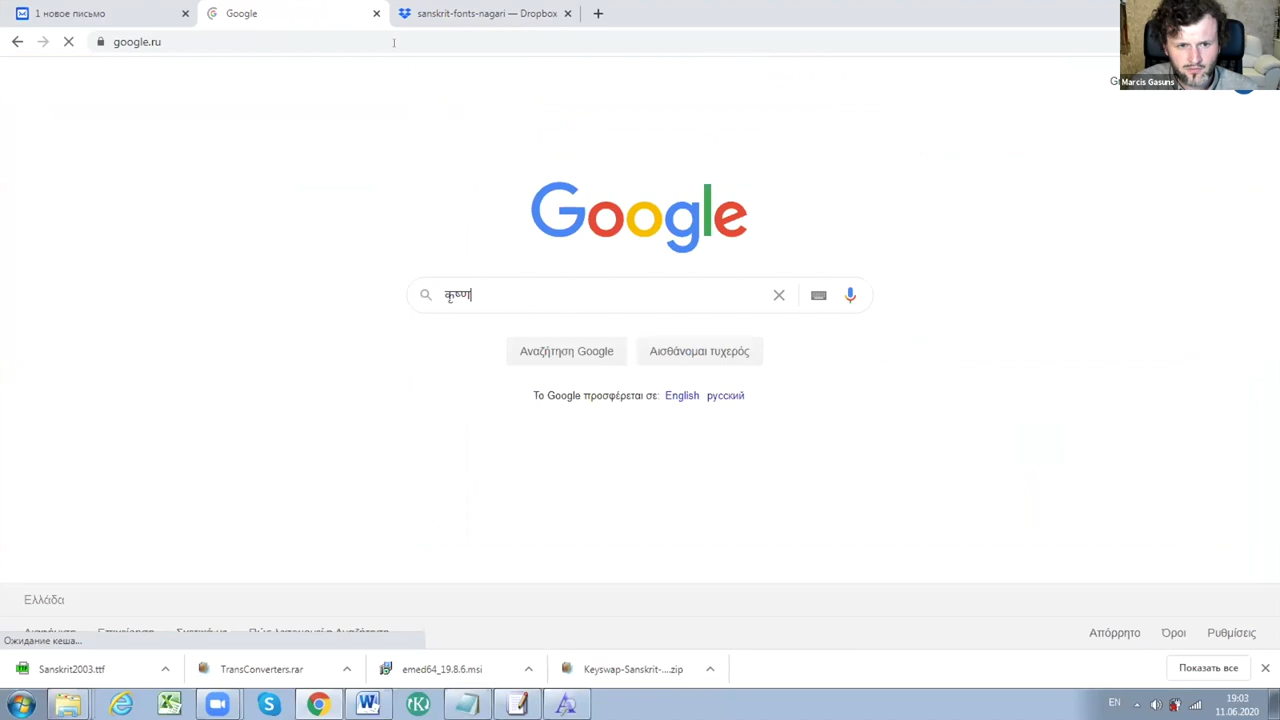 1 новое письмо
Google
sanskrit-fonts-nagari — Dropbox
google.ru
Marcis Gasuns
Google
कृष्ण
Αναζήτηση Google
Αισθάνομαι τυχερός
Το Google προσφέρεται σε: English русский
Ελλάδα
Απόρρητο Όροι Ρυθμίσεις
Ожидание кеша...
Sanskrit2003.ttf
TransConverters.rar
emed64_19.8.6.msi
Keyswap-Sanskrit-....zip
Показать все
EN
19:03
11.06.2020